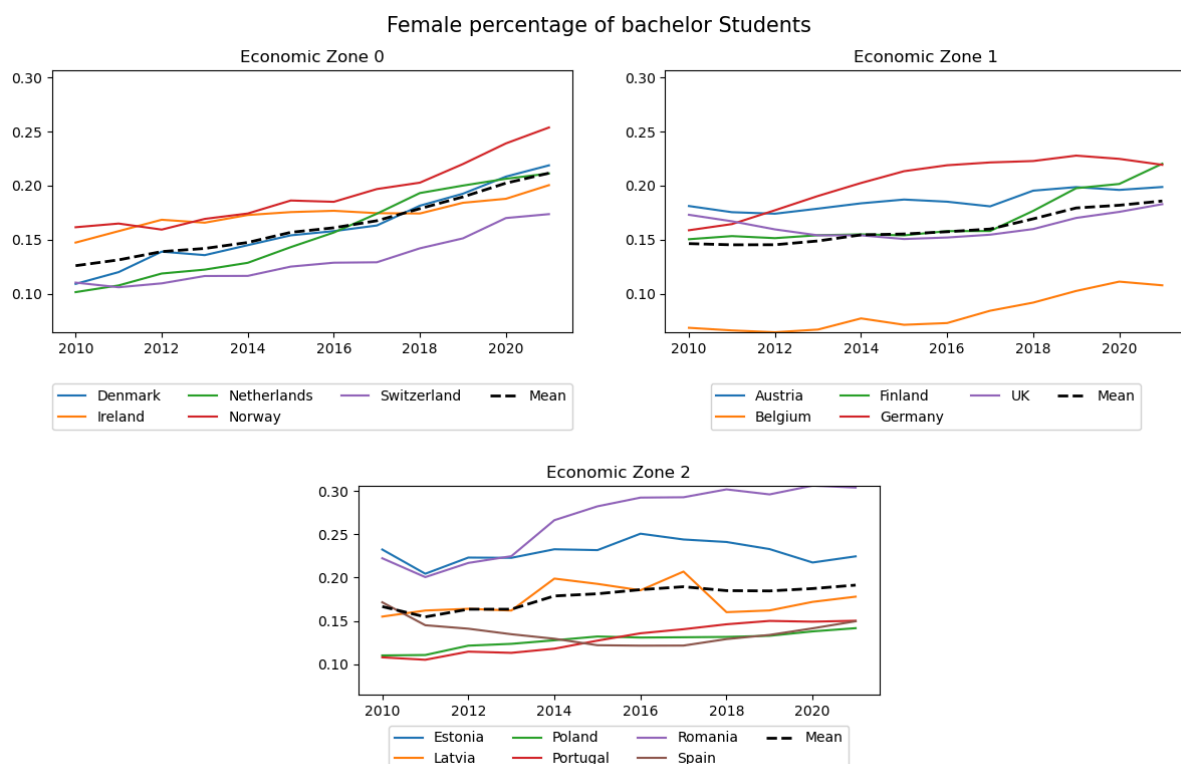 Female percentage of bachelor Students
Economic Zone 0
0.30
0.25
0.20
0.15
0.10
2010 2012 2014 2016 2018 2020
Denmark Netherlands Switzerland Mean
Ireland Norway
Economic Zone 1
0.30
0.25
0.20
0.15
0.10
2010 2012 2014 2016 2018 2020
Austria Finland UK Mean
Belgium Germany
Economic Zone 2
0.30
0.25
0.20
0.15
0.10
2010 2012 2014 2016 2018 2020
Estonia Poland Romania Mean
Latvia Portugal Spain